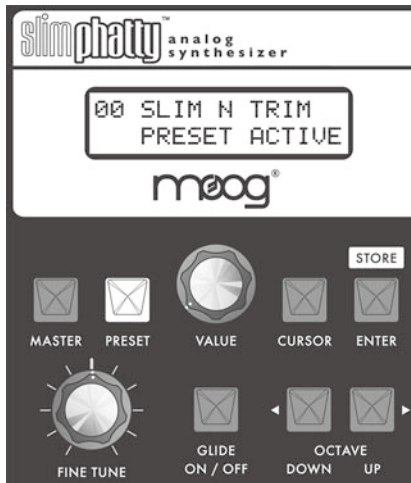 slimphatty™ analog
synthesizer
00 SLIM N TRIM
PRESET ACTIVE
moog®
STORE
MASTER PRESET VALUE CURSOR ENTER
FINE TUNE
GLIDE
ON / OFF
OCTAVE
DOWN UP